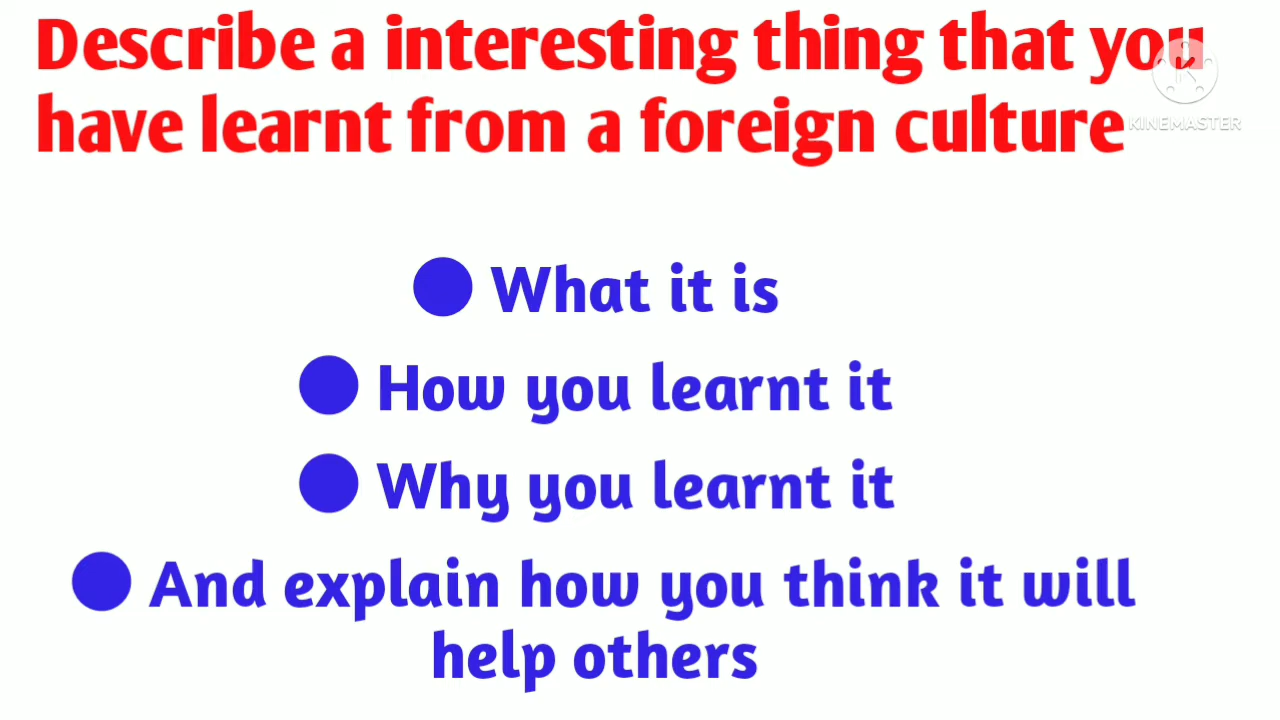 Describe a interesting thing that you
have learnt from a foreign culture
KINEMASTER
● What it is
● How you learnt it
● Why you learnt it
● And explain how you think it will
help others